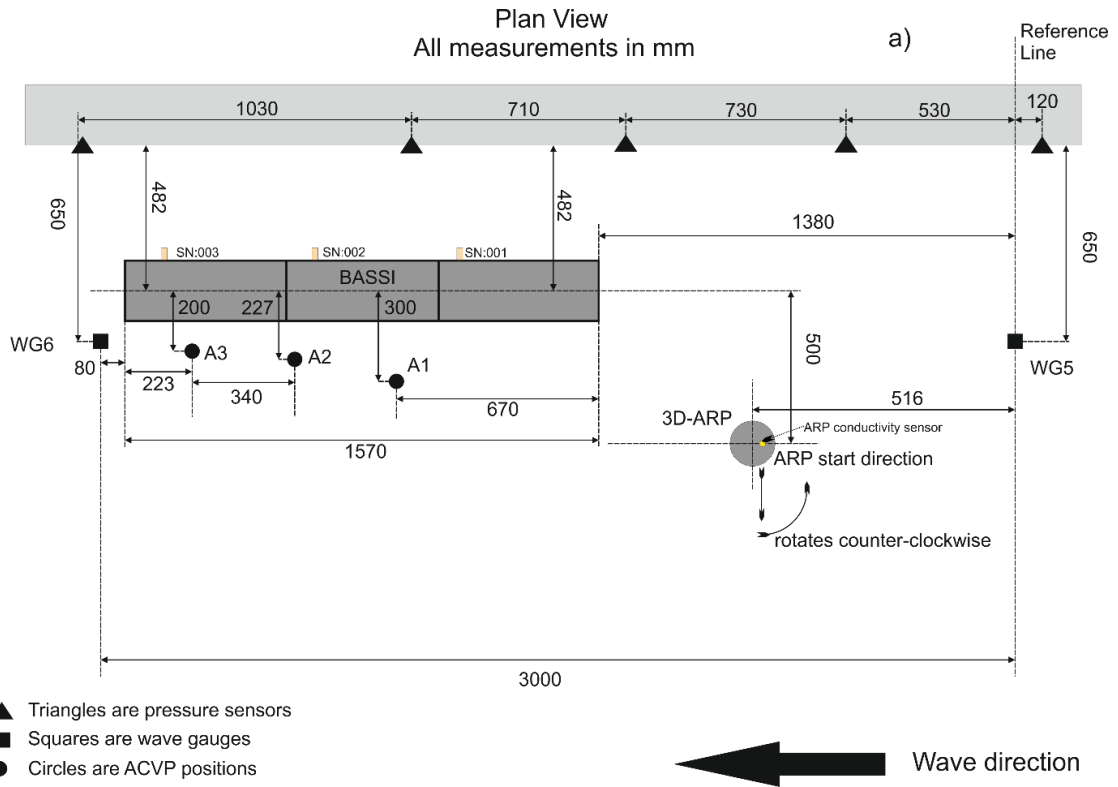 Plan View
All measurements in mm
a)
Reference
Line
1030
710
730
530
120
650
482
482
1380
650
SN:003
SN:002
SN:001
BASSI
200
227
300
500
WG6
A3
A2
A1
WG5
80
223
340
670
516
3D-ARP
ARP conductivity sensor
1570
ARP start direction
rotates counter-clockwise
3000
Triangles are pressure sensors
Squares are wave gauges
Circles are ACVP positions
Wave direction